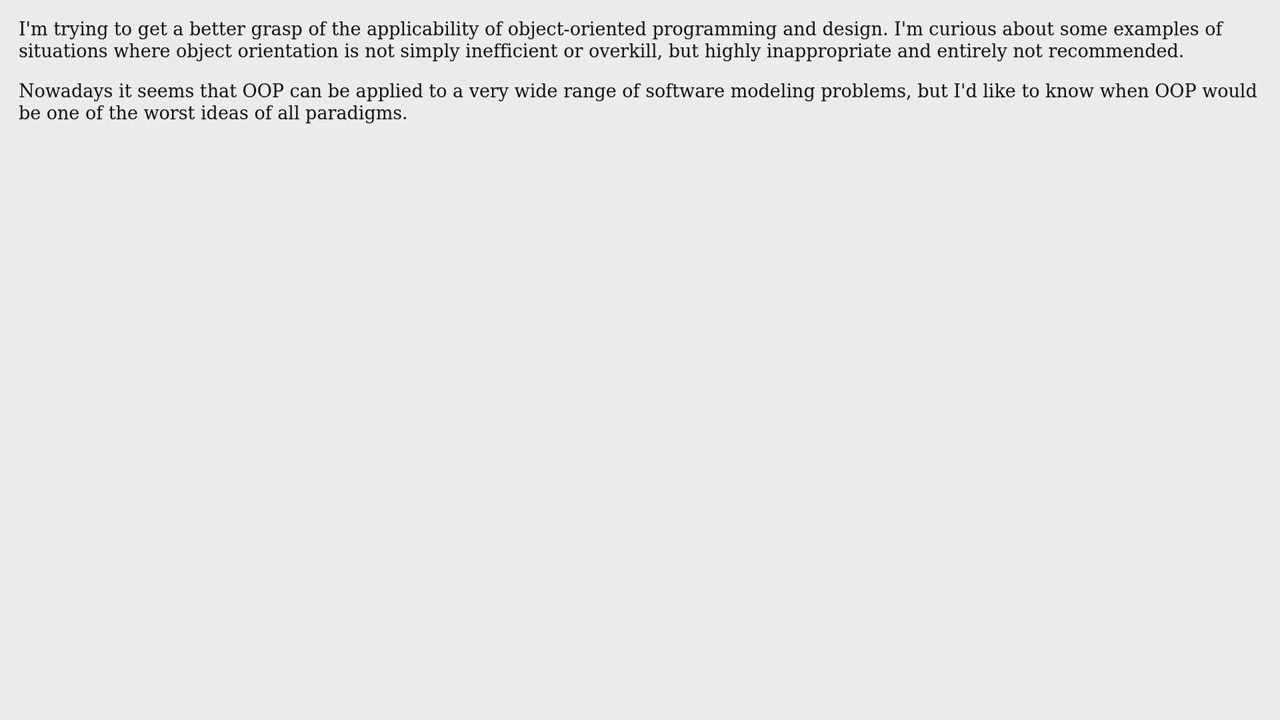 I'm trying to get a better grasp of the applicability of object-oriented programming and design. I'm curious about some examples of
situations where object orientation is not simply inefficient or overkill, but highly inappropriate and entirely not recommended.
Nowadays it seems that OOP can be applied to a very wide range of software modeling problems, but I'd like to know when OOP would
be one of the worst ideas of all paradigms.